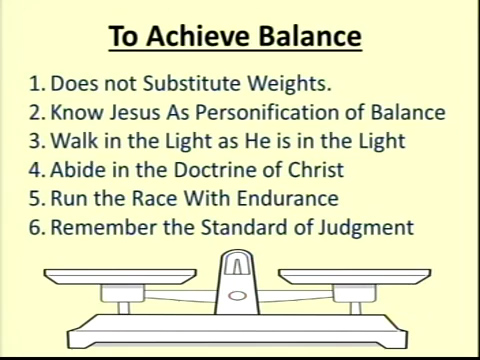 To Achieve Balance
1. Does not Substitute Weights.
2. Know Jesus As Personification of Balance
3. Walk in the Light as He is in the Light
4. Abide in the Doctrine of Christ
5. Run the Race With Endurance
6. Remember the Standard of Judgment